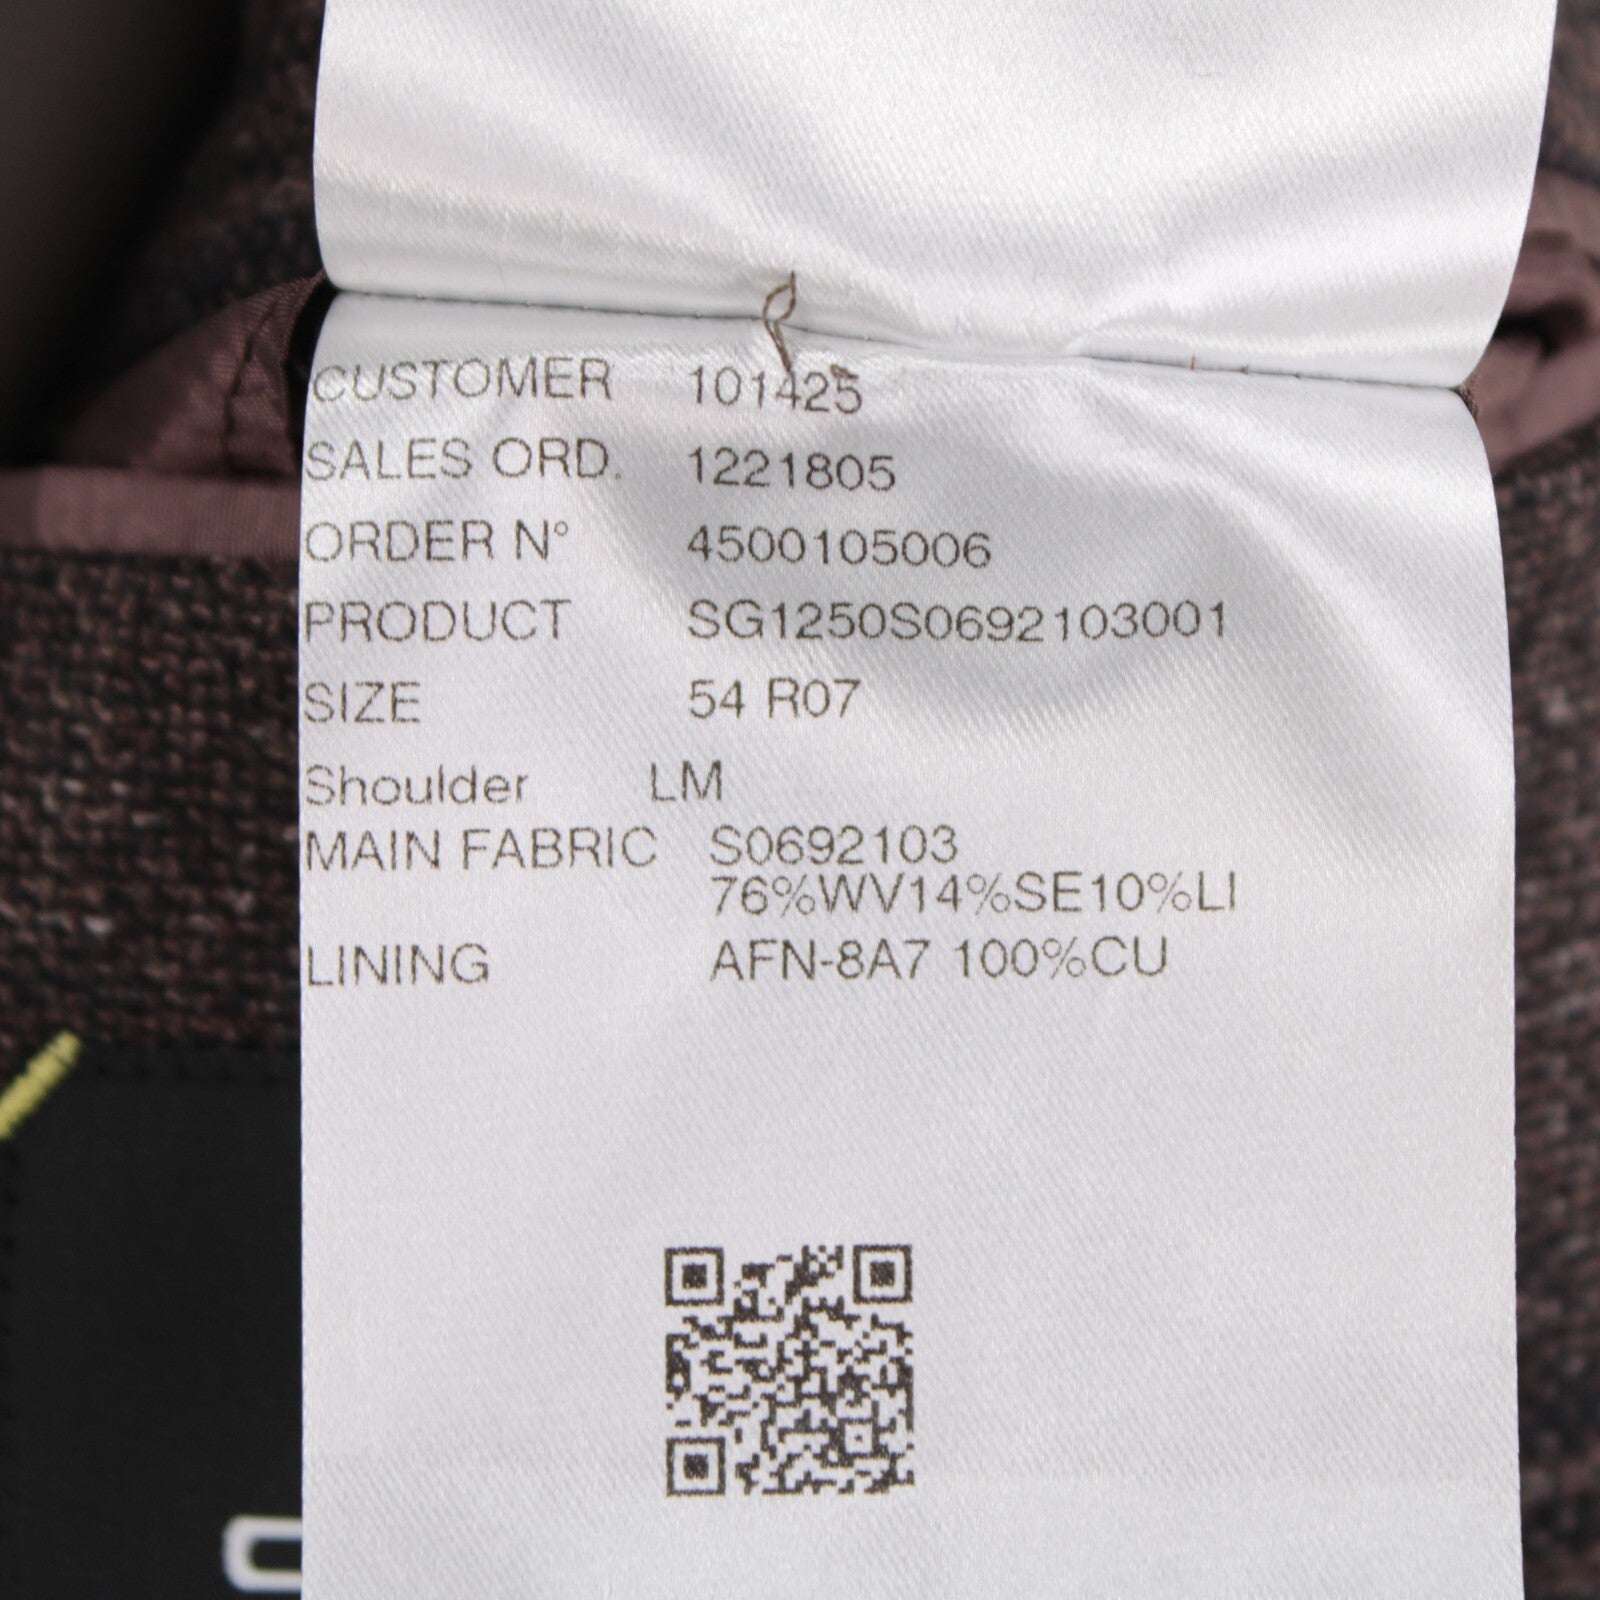 CUSTOMER 101425
SALES ORD. 1221805
ORDER N° 4500105006
PRODUCT SG1250S0692103001
SIZE 54 R07
Shoulder LM
MAIN FABRIC S0692103
76%WV14%SE10%LI
LINING AFN-8A7 100%CU